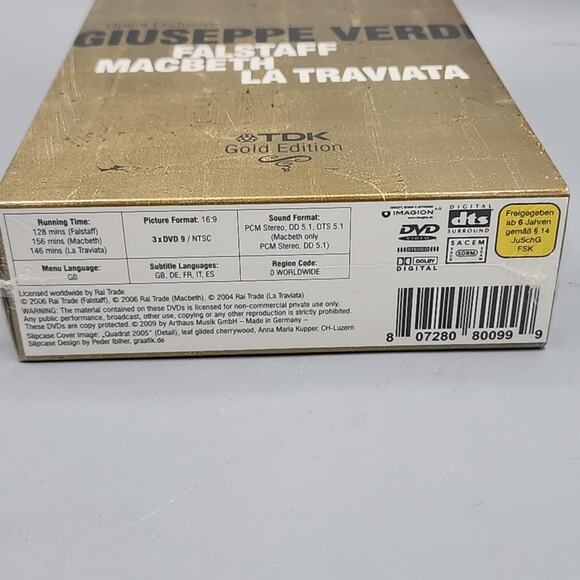 Opera Exclusive
GIUSEPPE VERDI
FALSTAFF
MACBETH
LA TRAVIATA
TDK
Gold Edition
Running Time:
128 mins (Falstaff)
156 mins (Macbeth)
146 mins (La Traviata)
Picture Format: 16:9
3 x DVD 9 / NTSC
Sound Format:
PCM Stereo, DD 5.1, DTS 5.1
(Macbeth only
PCM Stereo, DD 5.1)
Menu Language:
GB
Subtitle Languages:
GB, DE, FR, IT, ES
Region Code:
0 WORLDWIDE
IMAGION
DVD
DOLBY
DIGITAL
DIGITAL
dts
SURROUND
SACEM
SDRM
Freigegeben
ab 6 Jahren
gemäß § 14
JuSchG
FSK
Licensed worldwide by Rai Trade
© 2006 Rai Trade (Falstaff), © 2006 Rai Trade (Macbeth), © 2004 Rai Trade (La Traviata)
WARNING: The material contained on these DVDs is licensed for non-commercial private use only.
Any public performance, broadcast, other use, copying or any other reproduction is strictly prohibited.
These DVDs are copy protected. © 2009 by Arthaus Musik GmbH – Made in Germany –
Slipcase Cover Image: „Quadrat 2005" (Detail), leaf gilded cherrywood, Anna Maria Kupper, CH-Luzern
Slipcase Design by Peder Iblher, graafik.de
8 07280 80099 9